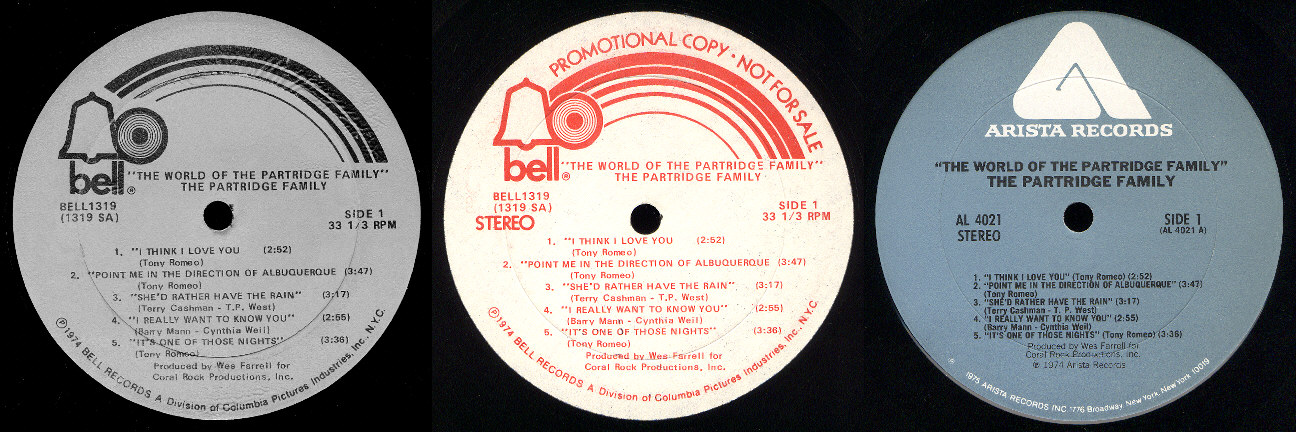 bell®
"THE WORLD OF THE PARTRIDGE FAMILY"
THE PARTRIDGE FAMILY
BELL1319
(1319 SA)
SIDE 1
33 1/3 RPM
1. "I THINK I LOVE YOU (2:52)
(Tony Romeo)
2. "POINT ME IN THE DIRECTION OF ALBUQUERQUE (3:47)
(Tony Romeo)
3. "SHE'D RATHER HAVE THE RAIN" (3:17)
(Terry Cashman - T.P. West)
4. "I REALLY WANT TO KNOW YOU" (2:55)
(Barry Mann - Cynthia Weil)
5. "IT'S ONE OF THOSE NIGHTS" (3:36)
(Tony Romeo)
Produced by Wes Farrell for
Coral Rock Productions, Inc.
℗1974 BELL RECORDS A Division of Columbia Pictures Industries, Inc., N.Y.C.
PROMOTIONAL COPY · NOT FOR SALE
bell®
"THE WORLD OF THE PARTRIDGE FAMILY"
THE PARTRIDGE FAMILY
BELL1319
(1319 SA)
STEREO
SIDE 1
33 1/3 RPM
1. "I THINK I LOVE YOU (2:52)
(Tony Romeo)
2. "POINT ME IN THE DIRECTION OF ALBUQUERQUE (3:47)
(Tony Romeo)
3. "SHE'D RATHER HAVE THE RAIN" (3:17)
(Terry Cashman - T.P. West)
4. "I REALLY WANT TO KNOW YOU" (2:55)
(Barry Mann - Cynthia Weil)
5. "IT'S ONE OF THOSE NIGHTS" (3:36)
(Tony Romeo)
Produced by Wes Farrell for
Coral Rock Productions, Inc.
℗1974 BELL RECORDS A Division of Columbia Pictures Industries, Inc., N.Y.C.
ARISTA RECORDS
"THE WORLD OF THE PARTRIDGE FAMILY"
THE PARTRIDGE FAMILY
AL 4021
STEREO
SIDE 1
(AL 4021 A)
1. "I THINK I LOVE YOU" (Tony Romeo) (2:52)
2. "POINT ME IN THE DIRECTION OF ALBUQUERQUE" (3:47)
(Tony Romeo)
3. "SHE'D RATHER HAVE THE RAIN" (3:17)
(Terry Cashman - T. P. West)
4. "I REALLY WANT TO KNOW YOU" (2:55)
(Barry Mann - Cynthia Weil)
5. "IT'S ONE OF THOSE NIGHTS" (Tony Romeo) (3:36)
Produced by Wes Farrell for
Coral Rock Productions, Inc.
℗ 1974 Arista Records
1975 ARISTA RECORDS INC 1776 Broadway, New York, New York 10019